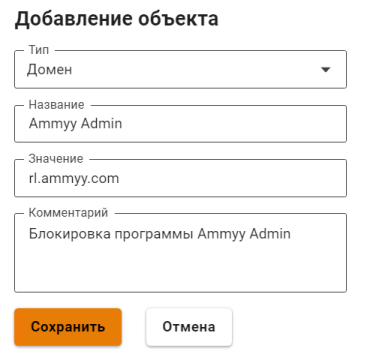 Добавление объекта
Тип
Домен
Название
Ammyy Admin
Значение
rl.ammyy.com
Комментарий
Блокировка программы Ammyy Admin
Сохранить
Отмена